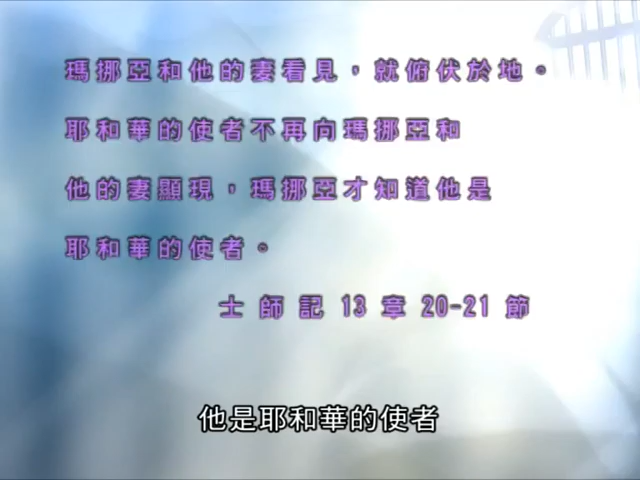 瑪挪亞和他的妻看見，就俯伏於地。
耶和華的使者不再向瑪挪亞和
他的妻顯現，瑪挪亞才知道他是
耶和華的使者。
士師記 13 章 20-21 節
他是耶和華的使者